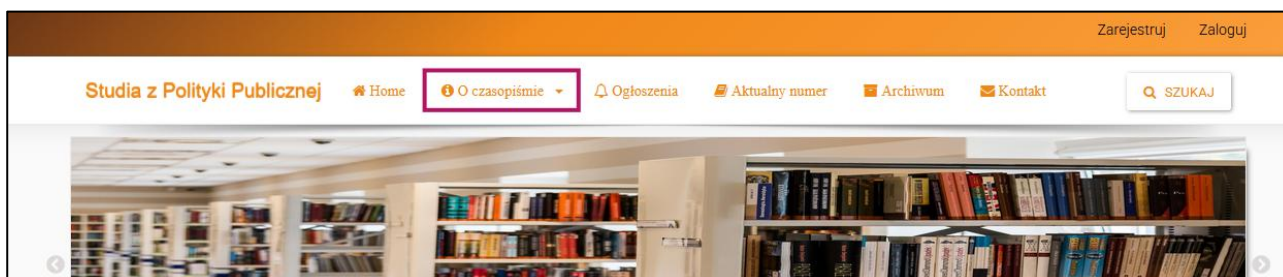 Zarejestruj Zaloguj
Studia z Polityki Publicznej Home O czasopiśmie Ogłoszenia Aktualny numer Archiwum Kontakt SZUKAJ